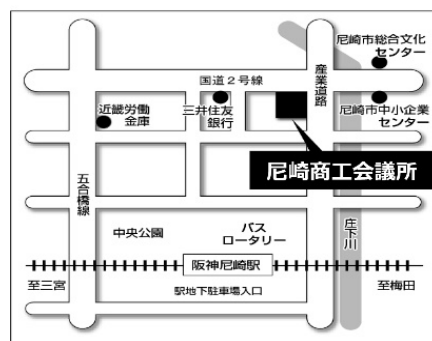 尼崎市総合文化
センター
国道2号線
産業道路
近畿労働
金庫
三井住友
銀行
尼崎市中小企業
センター
尼崎商工会議所
五合橋線
中央公園
バス
ロータリー
庄下川
阪神尼崎駅
至三宮
駅地下駐車場入口
至梅田